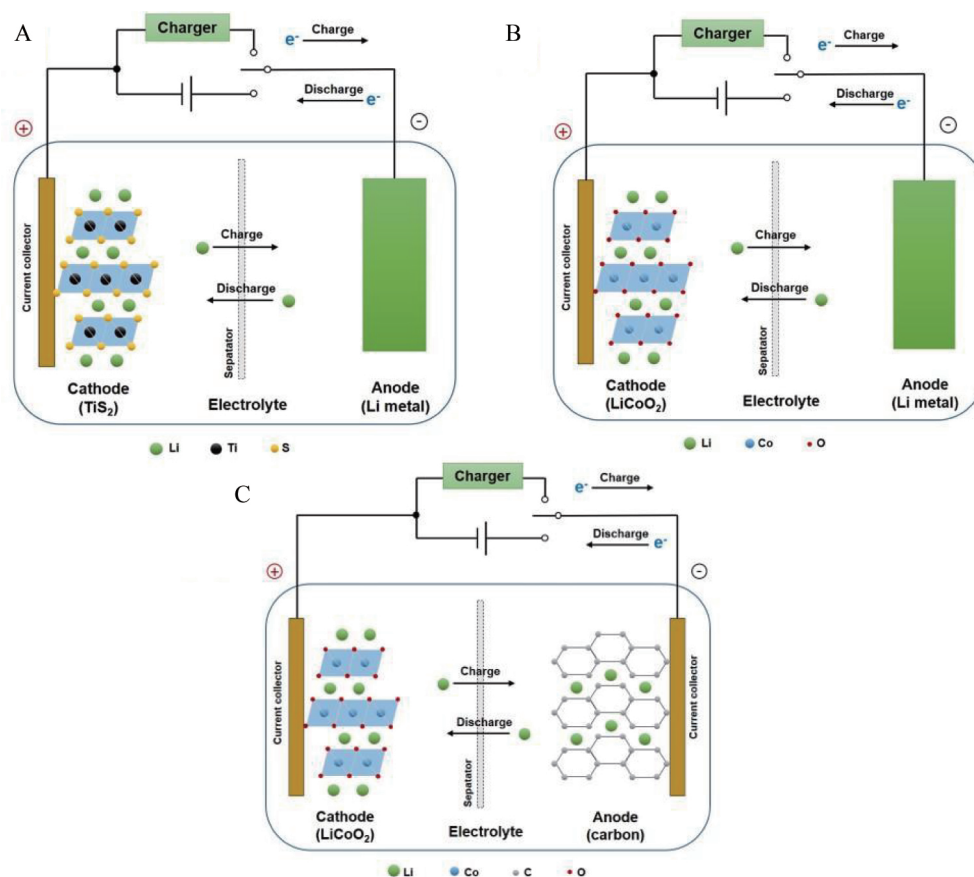 A
Charger
e- Charge
Discharge e-
+
-
Current collector
Charge
Discharge
Sepatator
Cathode
(TiS2)
Electrolyte
Anode
(Li metal)
Li Ti S
B
Charger
e- Charge
Discharge e-
+
-
Current collector
Charge
Discharge
Sepatator
Cathode
(LiCoO2)
Electrolyte
Anode
(Li metal)
Li Co O
C
Charger
e- Charge
Discharge e-
+
-
Current collector
Charge
Discharge
Sepatator
Current collector
Cathode
(LiCoO2)
Electrolyte
Anode
(carbon)
Li Co C O